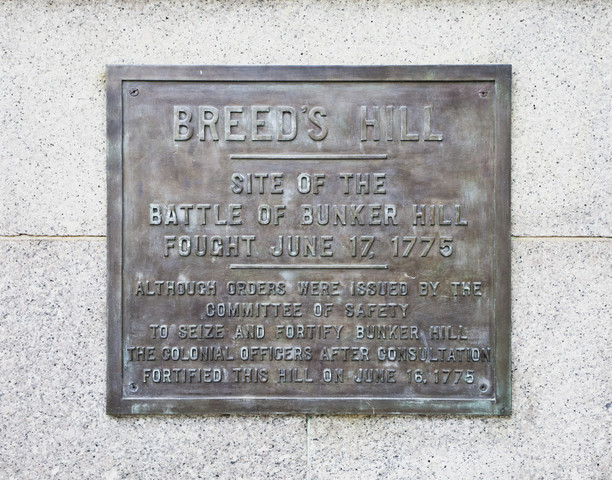 BREED'S HILL
SITE OF THE
BATTLE OF BUNKER HILL
FOUGHT JUNE 17, 1775
ALTHOUGH ORDERS WERE ISSUED BY THE
COMMITTEE OF SAFETY
TO SEIZE AND FORTIFY BUNKER HILL
THE COLONIAL OFFICERS AFTER CONSULTATION
FORTIFIED THIS HILL ON JUNE 16, 1775